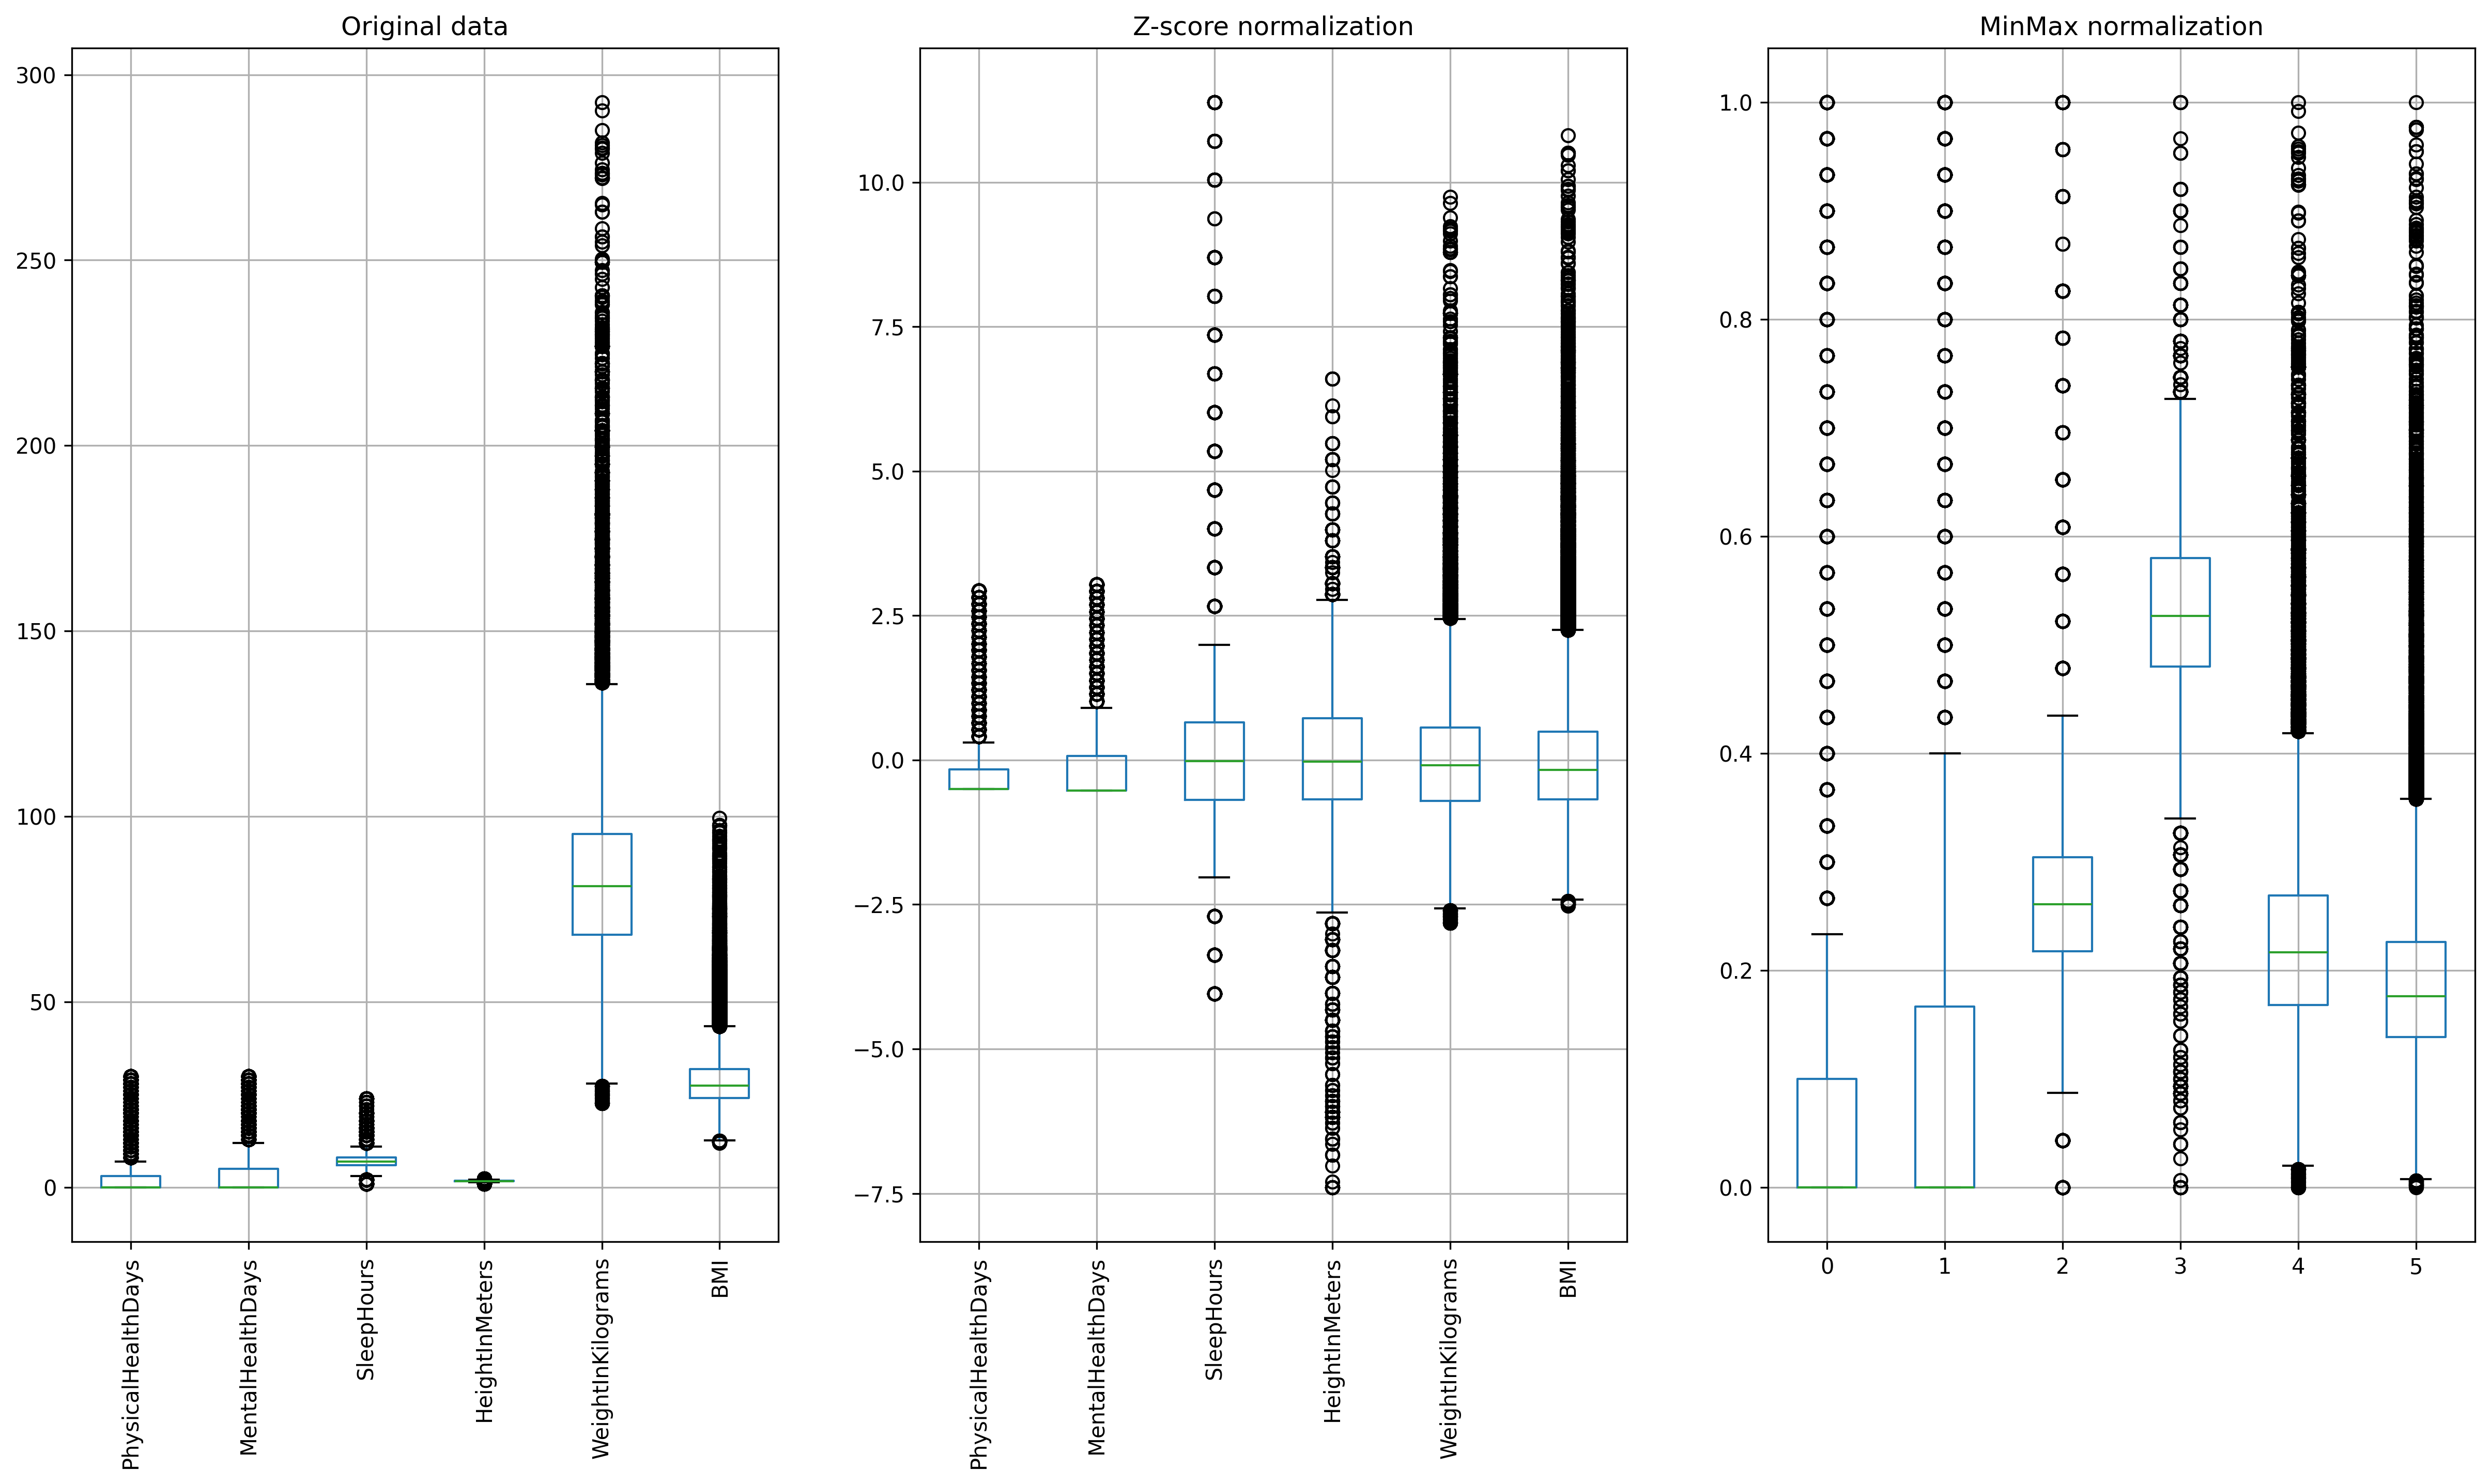 Original data
300
250
200
150
100
50
0
PhysicalHealthDays
MentalHealthDays
SleepHours
HeightInMeters
WeightInKilograms
BMI
Z-score normalization
10.0
7.5
5.0
2.5
0.0
−2.5
−5.0
−7.5
PhysicalHealthDays
MentalHealthDays
SleepHours
HeightInMeters
WeightInKilograms
BMI
MinMax normalization
1.0
0.8
0.6
0.4
0.2
0.0
0 1 2 3 4 5